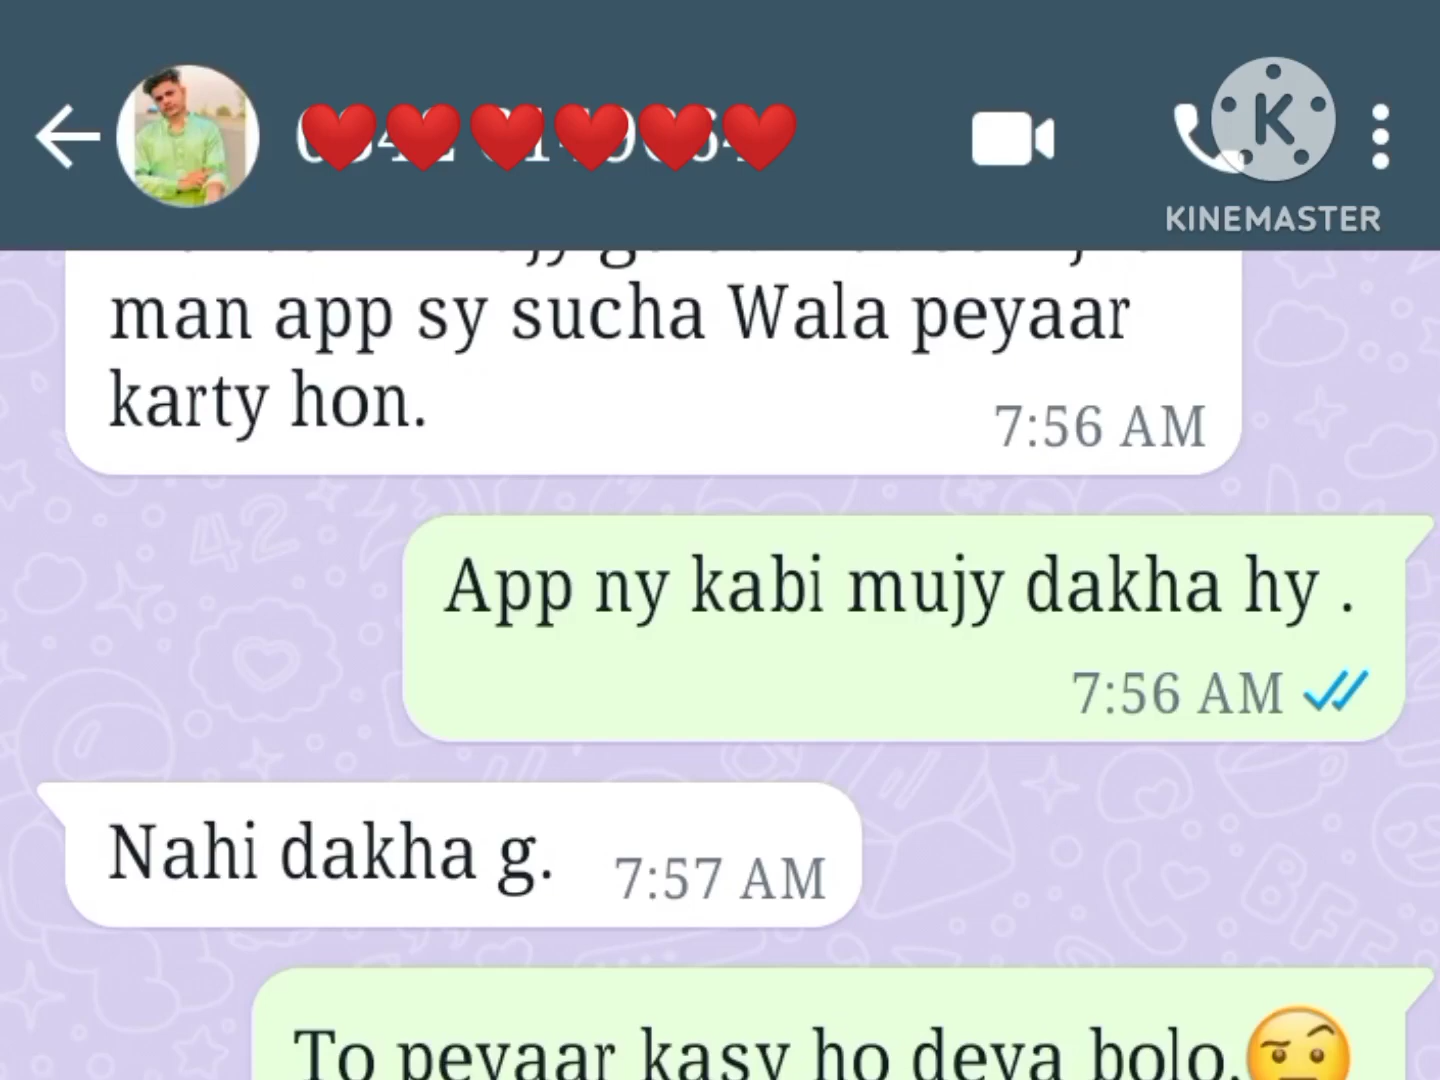 KINEMASTER
man app sy sucha Wala peyaar
karty hon.
7:56 AM
App ny kabi mujy dakha hy .
7:56 AM
Nahi dakha g.
7:57 AM
To peyaar kasy ho deya bolo.